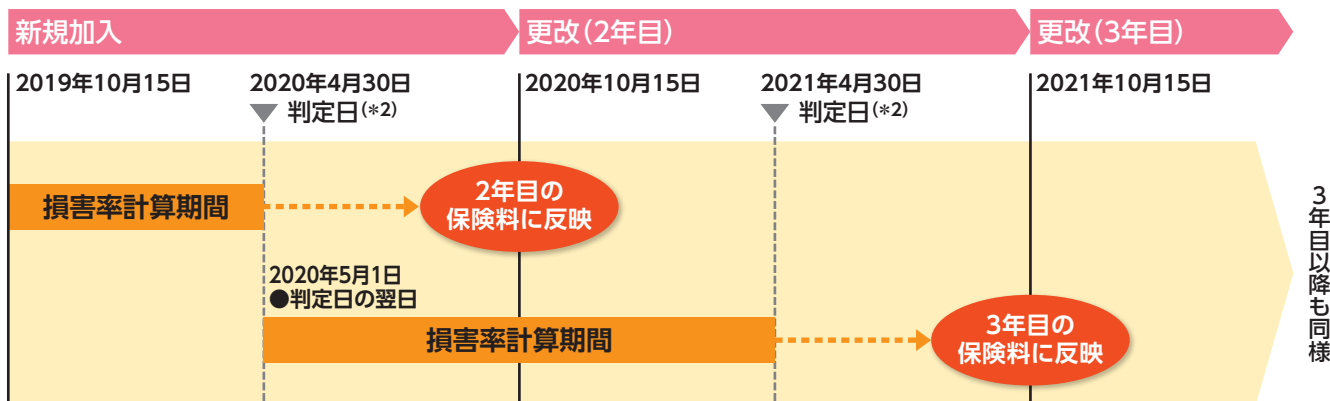 新規加入
更改(2年目)
更改(3年目)
2019年10月15日
2020年4月30日
判定日(*2)
2020年10月15日
2021年4月30日
判定日(*2)
2021年10月15日
損害率計算期間
2年目の
保険料に反映
2020年5月1日
●判定日の翌日
損害率計算期間
3年目の
保険料に反映
3年目以降も同様